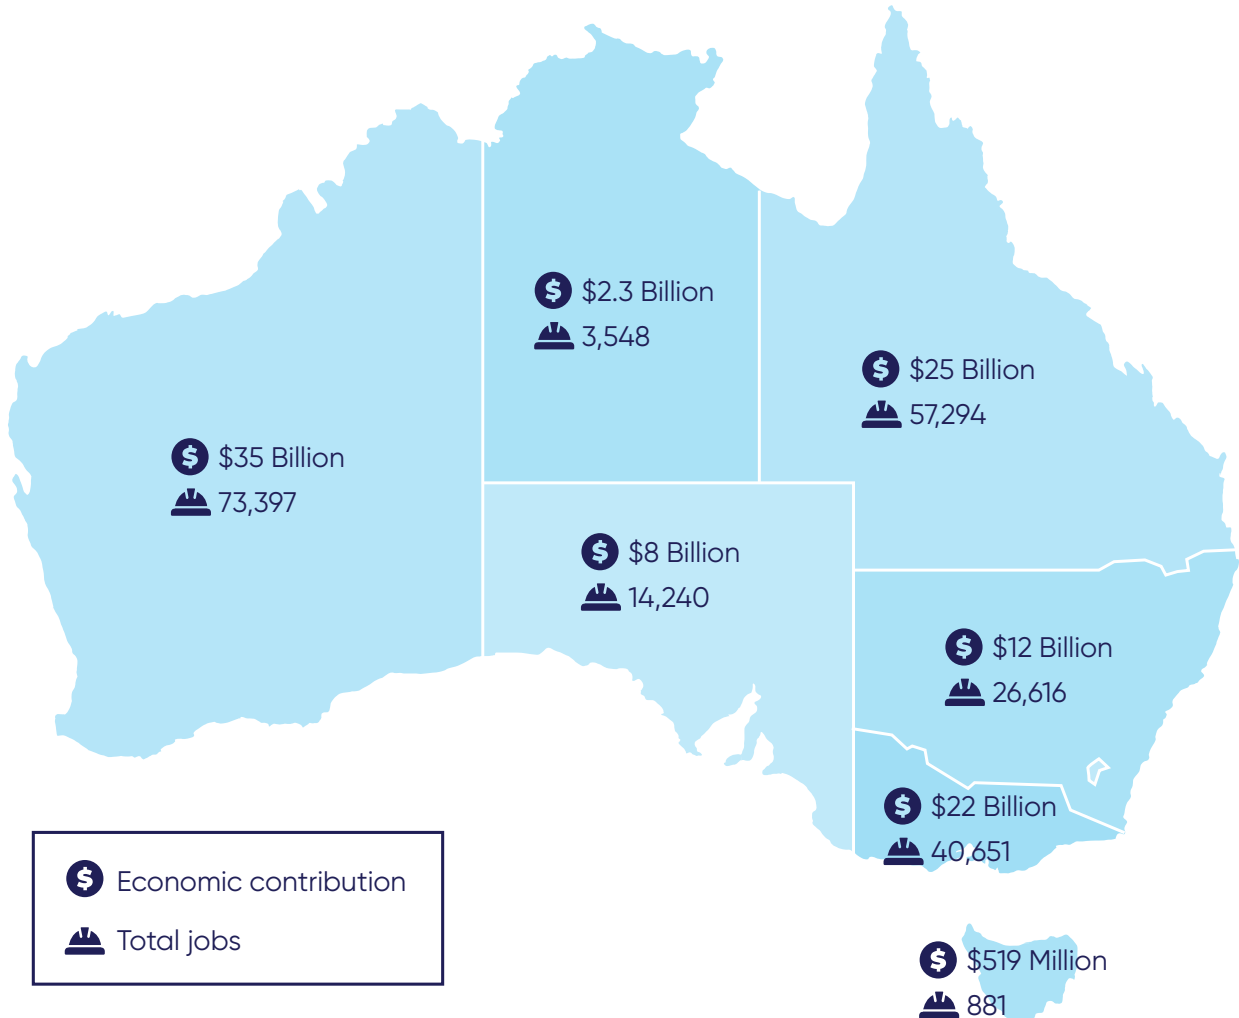 $2.3 Billion
3,548
$25 Billion
57,294
$35 Billion
73,397
$8 Billion
14,240
$12 Billion
26,616
$22 Billion
40,651
Economic contribution
Total jobs
$519 Million
881